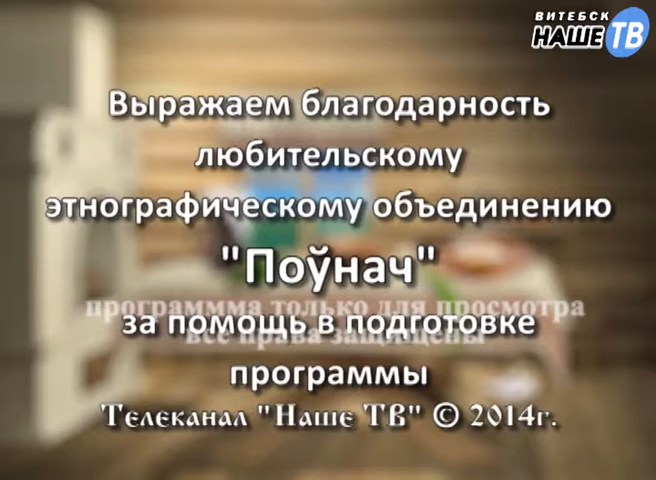 ВИТЕБСК
НАШЕ ТВ
Выражаем благодарность
любительскому
этнографическому объединению
"Поўнач"
программма только для просмотра
за помощь в подготовке
все права защищены
программы
Телеканал "Наше ТВ" © 2014г.